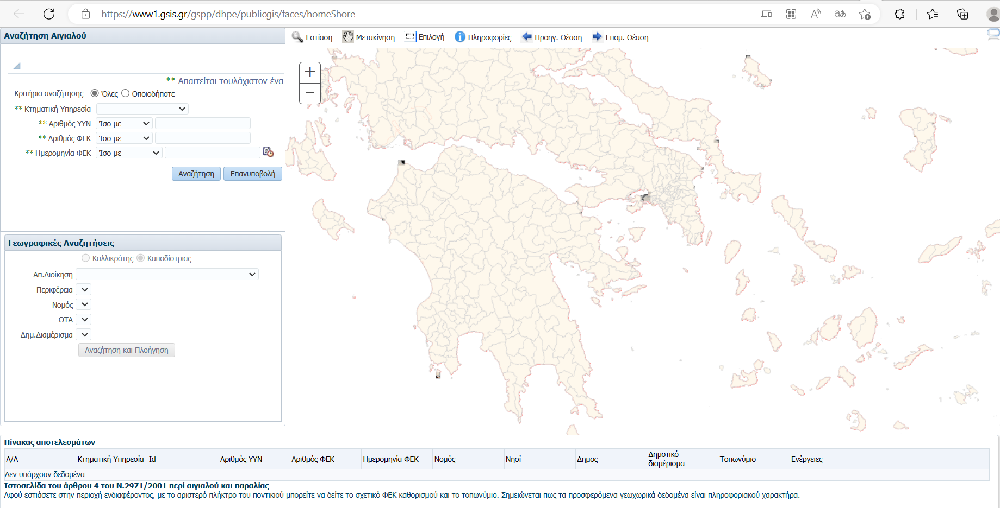 https://www1.gsis.gr/gspp/dhpe/publicgis/faces/homeShore
Αναζήτηση Αιγιαλού
Εστίαση Μετακίνηση Επιλογή Πληροφορίες Προηγ. Θέαση Επομ. Θέαση
** Απαιτείται τουλάχιστον ένα
Κριτήρια αναζήτησης Όλες Οποιοδήποτε
** Κτηματική Υπηρεσία
** Αριθμός ΥΥΝ Ίσο με
** Αριθμός ΦΕΚ Ίσο με
** Ημερομηνία ΦΕΚ Ίσο με
Αναζήτηση Επανυποβολή
Γεωγραφικές Αναζητήσεις
Καλλικράτης Καποδίστριας
Απ.Διοίκηση
Περιφέρεια
Νομός
ΟΤΑ
Δημ.Διαμέρισμα
Αναζήτηση και Πλοήγηση
Πίνακας αποτελεσμάτων
Α/Α Κτηματική Υπηρεσία Id Αριθμός ΥΥΝ Αριθμός ΦΕΚ Ημερομηνία ΦΕΚ Νομός Νησί Δημος Δημοτικό διαμέρισμα Τοπωνύμιο Ενέργειες
Δεν υπάρχουν δεδομένα
Ιστοσελίδα του άρθρου 4 του Ν.2971/2001 περί αιγιαλού και παραλίας
Αφού εστιάσετε στην περιοχή ενδιαφέροντος, με το αριστερό πλήκτρο του ποντικιού μπορείτε να δείτε το σχετικό ΦΕΚ καθορισμού και το τοπωνύμιο. Σημειώνεται πως τα προσφερόμενα γεωχωρικά δεδομένα είναι πληροφοριακού χαρακτήρα.